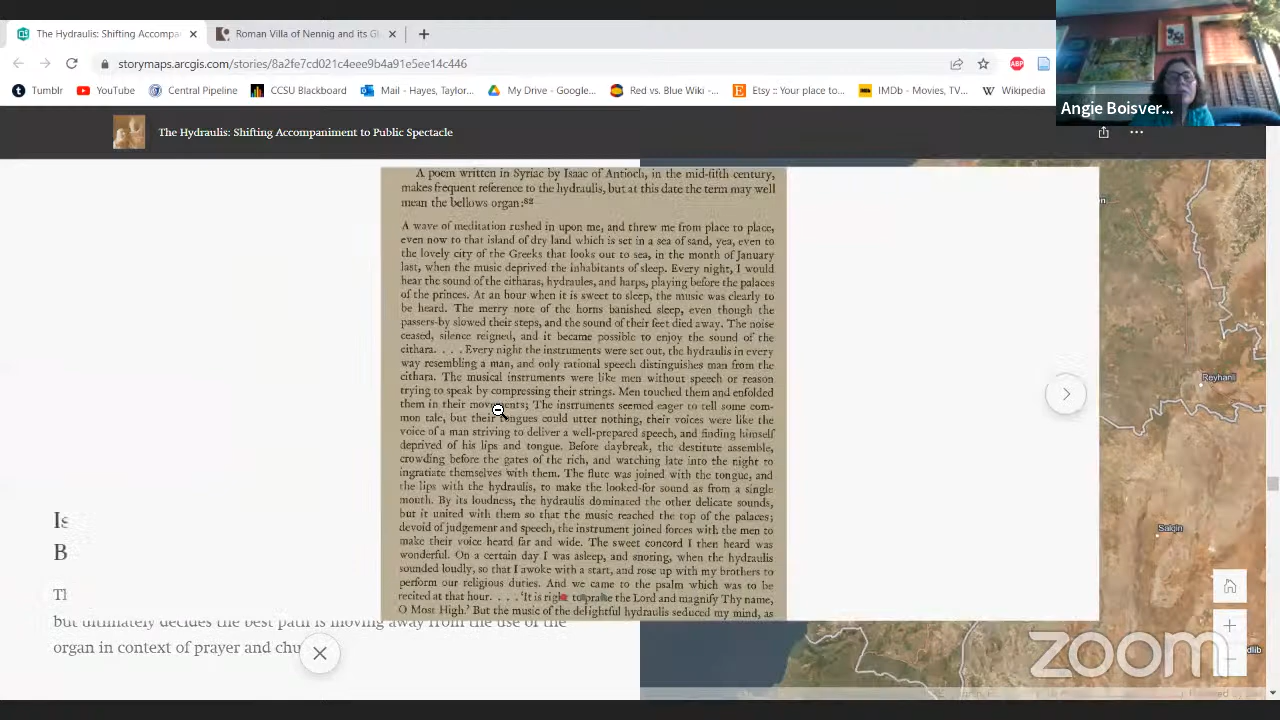 The Hydraulis: Shifting Accompa
Roman Villa of Nennig and its Gl
storymaps.arcgis.com/stories/8a2fe7cd021c4eee9b4a91e5ee14c446
ABP
Tumblr YouTube Central Pipeline CCSU Blackboard Mail - Hayes, Taylor... My Drive - Google... Red vs. Blue Wiki -... Etsy :: Your place to... IMDb - Movies, TV... Wikipedia
Angie Boisver...
The Hydraulis: Shifting Accompaniment to Public Spectacle
A poem written in Syriac by Isaac of Antioch, in the mid-fifth century,
makes frequent reference to the hydraulis, but at this date the term may well
mean the bellows organ:82
A wave of meditation rushed in upon me, and threw me from place to place,
even now to that island of dry land which is set in a sea of sand, yea, even to
the lovely city of the Greeks that looks out to sea, in the month of January
last, when the music deprived the inhabitants of sleep. Every night, I would
hear the sound of the citharas, hydraules, and harps, playing before the palaces
of the princes. At an hour when it is sweet to sleep, the music was clearly to
be heard. The merry note of the horns banished sleep, even though the
passers-by slowed their steps, and the sound of their feet died away. The noise
ceased, silence reigned, and it became possible to enjoy the sound of the
cithara. . . . Every night the instruments were set out, the hydraulis in every
way resembling a man, and only rational speech distinguishes man from the
cithara. The musical instruments were like men without speech or reason
trying to speak by compressing their strings. Men touched them and enfolded
them in their movements; The instruments seemed eager to tell some com-
mon tale, but their tongues could utter nothing, their voices were like the
voice of a man striving to deliver a well-prepared speech, and finding himself
deprived of his lips and tongue. Before daybreak, the destitute assemble,
crowding before the gates of the rich, and watching late into the night to
ingratiate themselves with them. The flute was joined with the tongue, and
the lips with the hydraulis, to make the looked-for sound as from a single
mouth. By its loudness, the hydraulis dominated the other delicate sounds,
but it united with them so that the music reached the top of the palaces;
devoid of judgement and speech, the instrument joined forces with the men to
make their voice heard far and wide. The sweet concord I then heard was
wonderful. On a certain day I was asleep, and snoring, when the hydraulis
sounded loudly, so that I awoke with a start, and rose up with my brothers to
perform our religious duties. And we came to the psalm which was to be
recited at that hour. . . . 'It is right to praise the Lord and magnify Thy name,
O Most High.' But the music of the delightful hydraulis seduced my mind, as
Is
B
Th
but ultimately decides the best path is moving away from the use of the
organ in context of prayer and chu
Reyhanli
Salqin
dlib
zoom